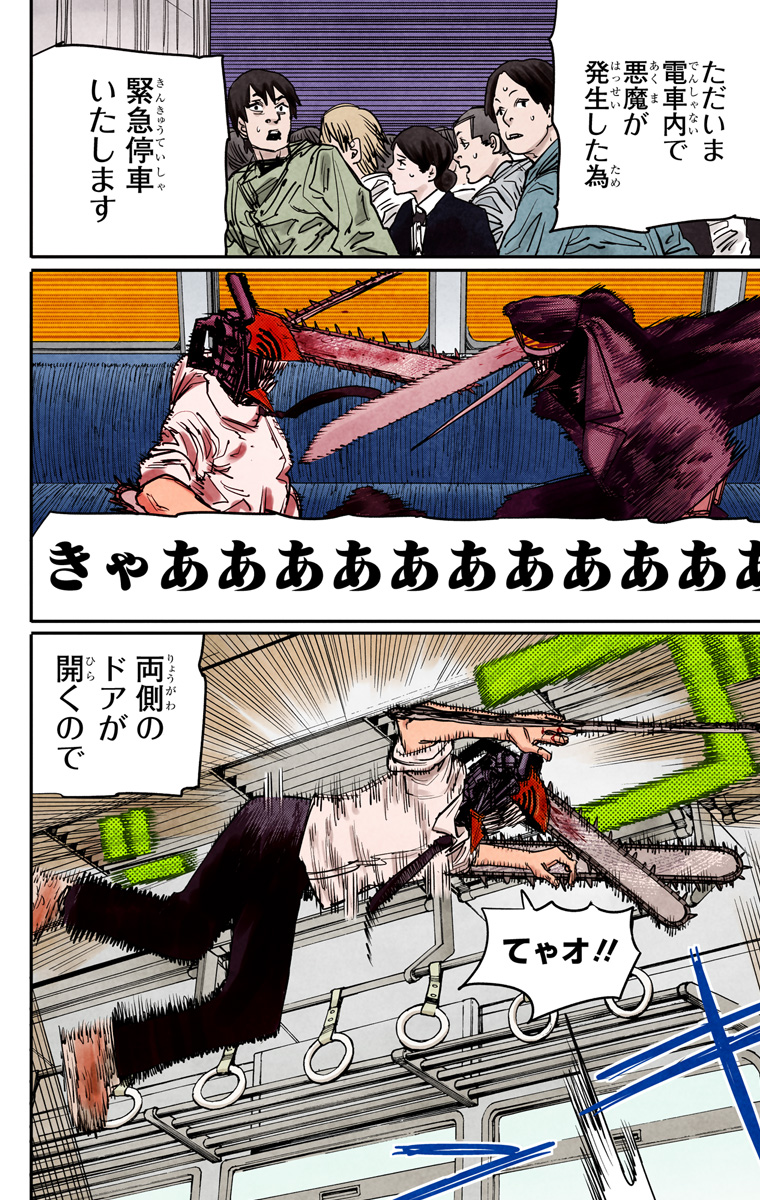 ただいま
電車内で
悪魔が
発生した為
緊急停車
いたします
きゃあああああああああああ
両側の
ドアが
開くので
てゃオ!!